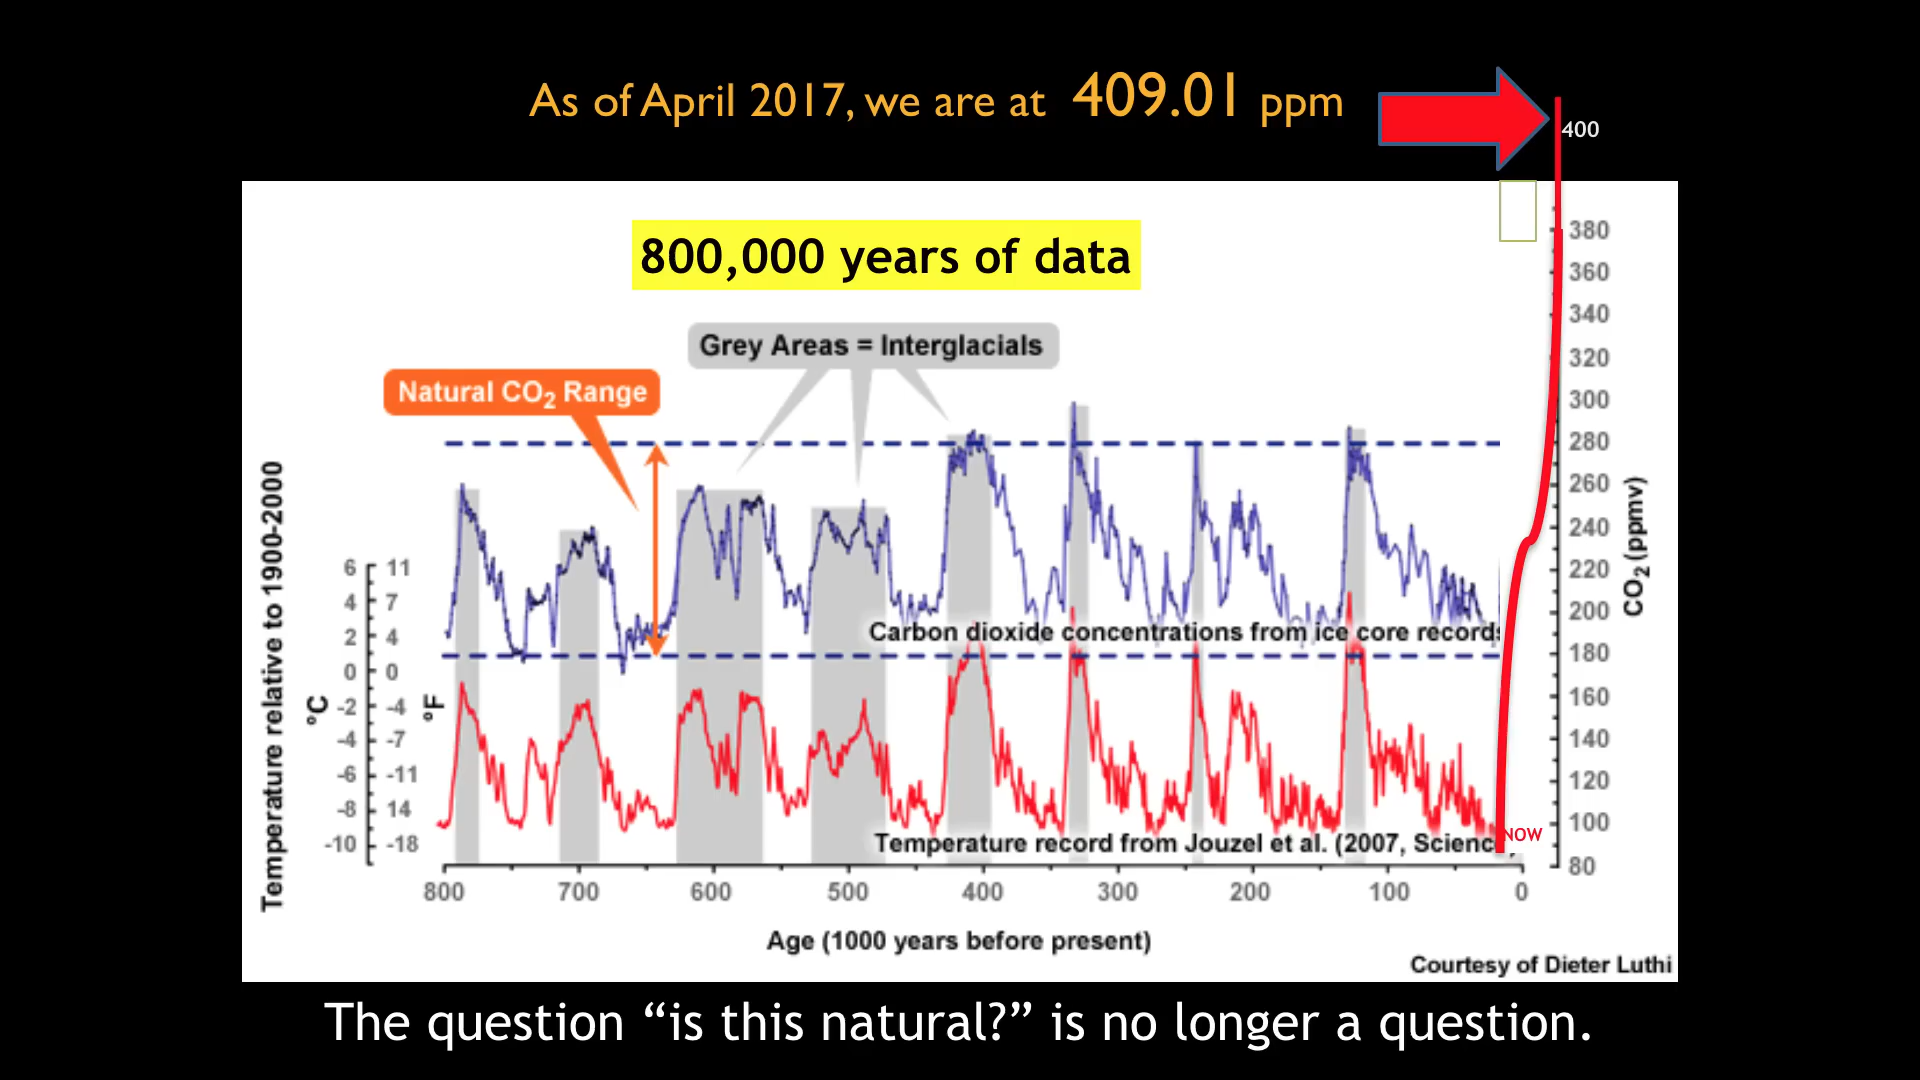 As of April 2017, we are at 409.01 ppm
400
800,000 years of data
Grey Areas = Interglacials
Natural CO2 Range
380
360
340
320
300
280
260
240
220
200
180
160
140
120
100
80
CO2 (ppmv)
Temperature relative to 1900-2000
°C
°F
6 11
4 7
2 4
0 0
-2 -4
-4 -7
-6 -11
-8 14
-10 -18
Carbon dioxide concentrations from ice core records
Temperature record from Jouzel et al. (2007, Science)
NOW
800 700 600 500 400 300 200 100 0
Age (1000 years before present)
Courtesy of Dieter Luthi
The question “is this natural?” is no longer a question.